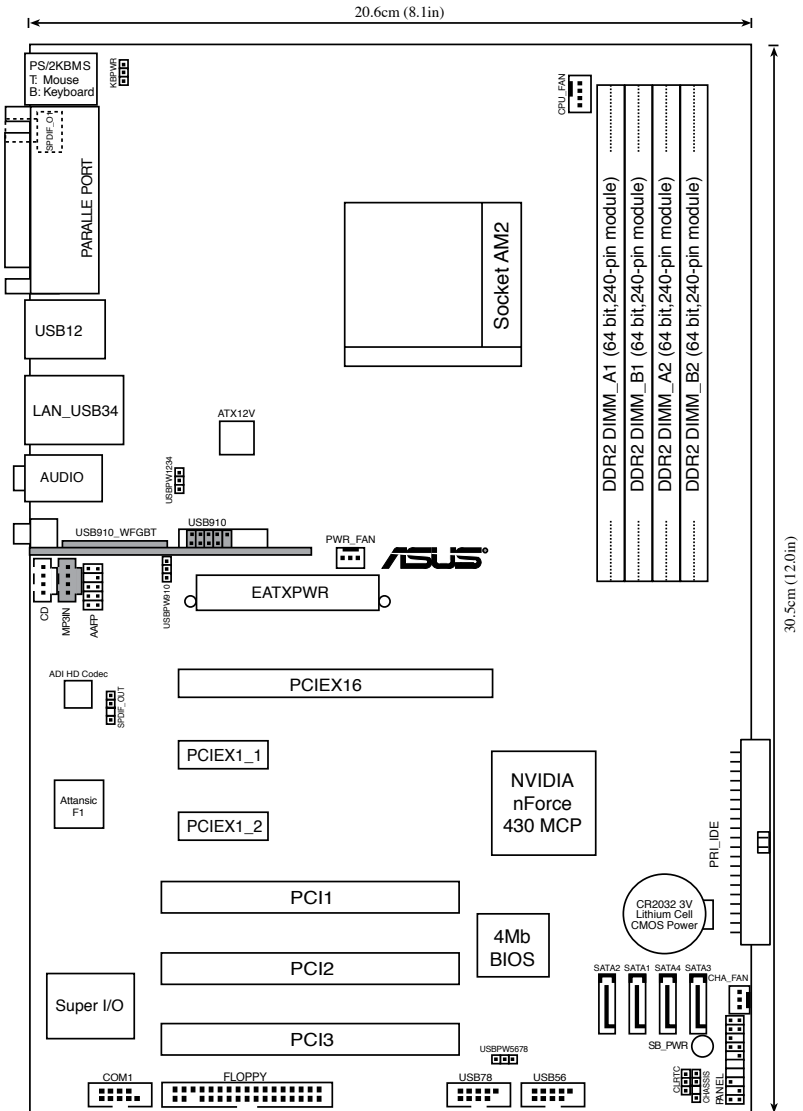 20.6cm (8.1in)
PS/2KBMS
T: Mouse
B: Keyboard
KBPWR
CPU_FAN
SPDIF_O1
PARALLE PORT
Socket AM2
DDR2 DIMM_A1 (64 bit,240-pin module)
DDR2 DIMM_B1 (64 bit,240-pin module)
DDR2 DIMM_A2 (64 bit,240-pin module)
DDR2 DIMM_B2 (64 bit,240-pin module)
USB12
LAN_USB34
ATX12V
AUDIO
USBPW1234
USB910_WFGBT
USB910
PWR_FAN
ASUS
30.5cm (12.0in)
CD
MP3IN
AAFP
USBPW910
EATXPWR
ADI HD Codec
SPDIF_OUT
PCIEX16
PCIEX1_1
NVIDIA
nForce
430 MCP
Attansic
F1
PCIEX1_2
PRI_IDE
PCI1
CR2032 3V
Lithium Cell
CMOS Power
4Mb
BIOS
PCI2
SATA2
SATA1
SATA4
SATA3
CHA_FAN
Super I/O
PCI3
SB_PWR
USBPW5678
COM1
FLOPPY
USB78
USB56
CLRTC
CHASSIS
PANEL